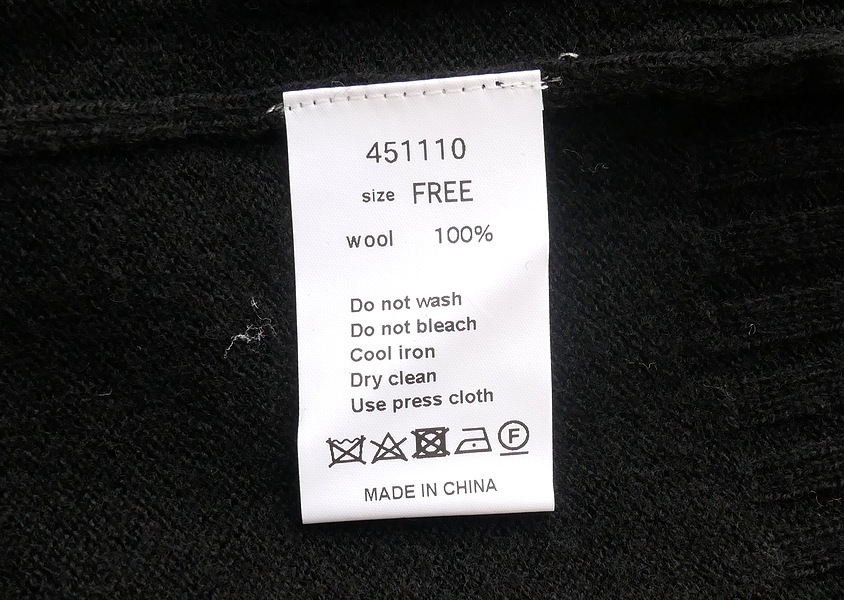 451110
size FREE
wool 100%
Do not wash
Do not bleach
Cool iron
Dry clean
Use press cloth
F
MADE IN CHINA